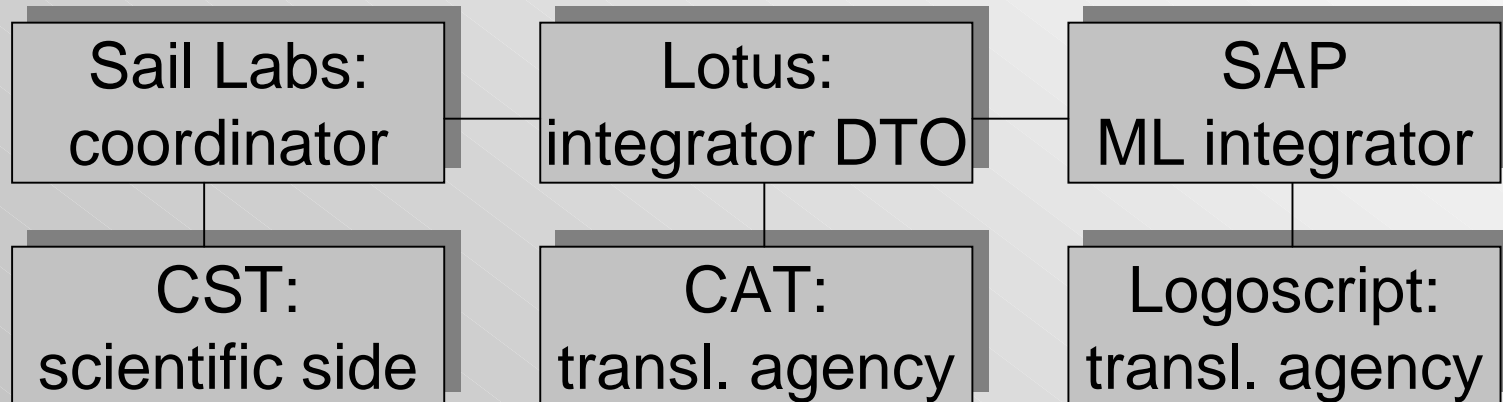 Sail Labs:
coordinator
Lotus:
integrator DTO
SAP
ML integrator
CST:
scientific side
CAT:
transl. agency
Logoscript:
transl. agency